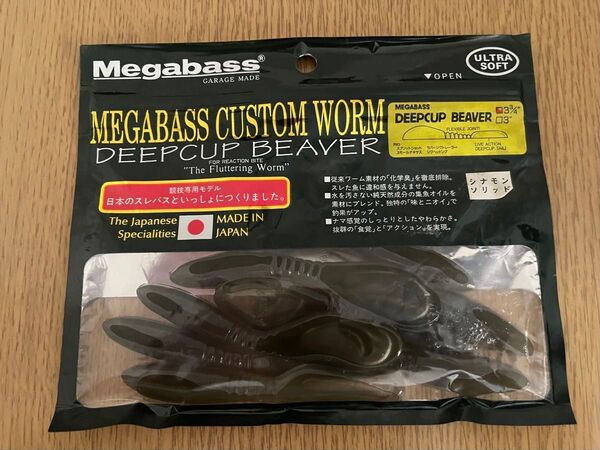 Megabass®
GARAGE MADE
ULTRA
SOFT
▼OPEN
MEGABASS CUSTOM WORM
DEEPCUP BEAVER
FOR REACTION BITE
"The Fluttering Worm"
MEGABASS
DEEPCUP BEAVER
3¾"
3"
FLEXIBLE JOINT!
LIVE ACTION
DEEPCUP TAIL!
競技専用モデル
日本のスレバスといっしょにつくりました。
The Japanese
Specialities
MADE IN
JAPAN
■従来ワーム素材の「化学臭」を徹底排除。
スレた魚に違和感を与えません。
■水を汚さない純天然成分の集魚オイルを
素材にブレンド。独特の「味とニオイ」で
釣果がアップ。
■ナマ感覚のしっとりとしたやわらかさ。
抜群の「食覚」と「アクション」を実現。
シナモン
ソリッド